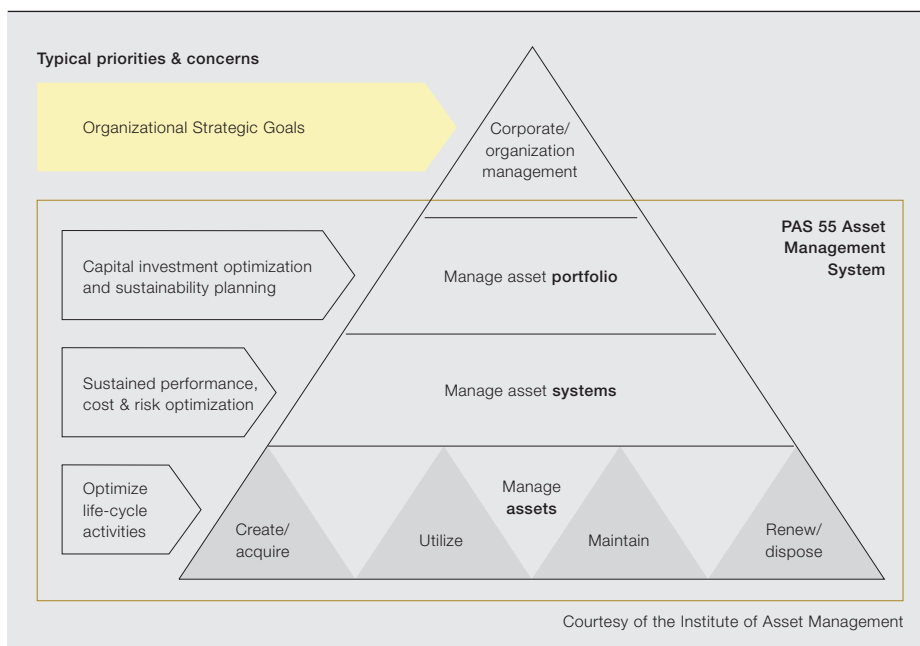 Typical priorities & concerns
Organizational Strategic Goals
Corporate/
organization
management
PAS 55 Asset
Management
System
Capital investment optimization
and sustainability planning
Manage asset portfolio
Sustained performance,
cost & risk optimization
Manage asset systems
Optimize
life-cycle
activities
Manage
assets
Create/
acquire
Utilize
Maintain
Renew/
dispose
Courtesy of the Institute of Asset Management